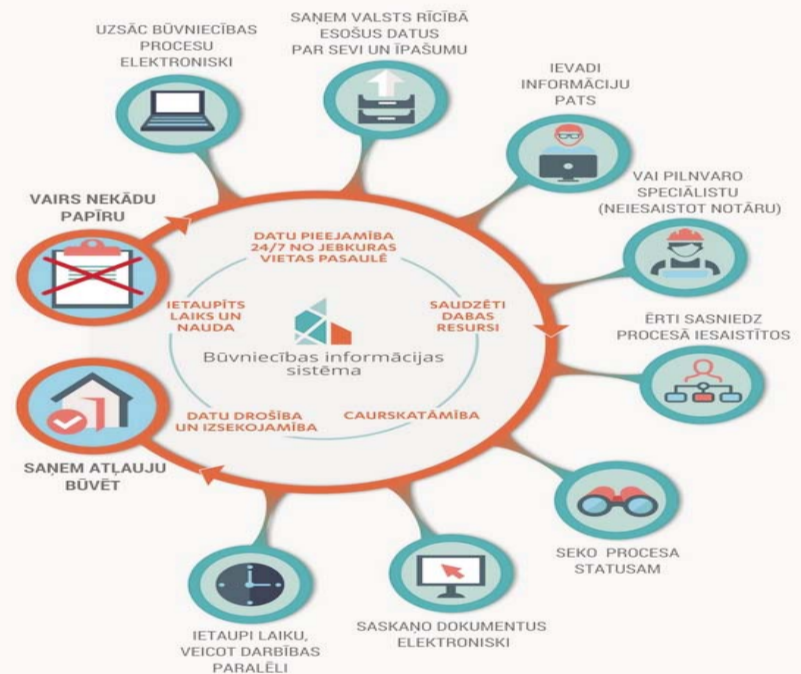 UZSĀC BŪVNIECĪBAS
PROCESU
ELEKTRONISKI
SAŅEM VALSTS RĪCĪBĀ
ESOŠUS DATUS
PAR SEVI UN ĪPAŠUMU
IEVADI
INFORMĀCIJU
PATS
VAI PILNVARO
SPECIĀLISTU
(NEIESAISTOT NOTĀRU)
ĒRTI SASNIEDZ
PROCESĀ IESAISTĪTOS
SEKO PROCESA
STATUSAM
SASKAŅO DOKUMENTUS
ELEKTRONISKI
IETAUPI LAIKU,
VEICOT DARBĪBAS
PARALĒLI
SAŅEM ATĻAUJU
BŪVĒT
VAIRS NEKĀDU
PAPĪRU
DATU PIEEJAMĪBA
24/7 NO JEBKURAS
VIETAS PASAULĒ
IETAUPĪTS
LAIKS UN
NAUDA
SAUDZĒTI
DABAS
RESURSI
Būvniecības informācijas
sistēma
DATU DROŠĪBA
UN IZSEKOJAMĪBA
CAURSKATĀMĪBA